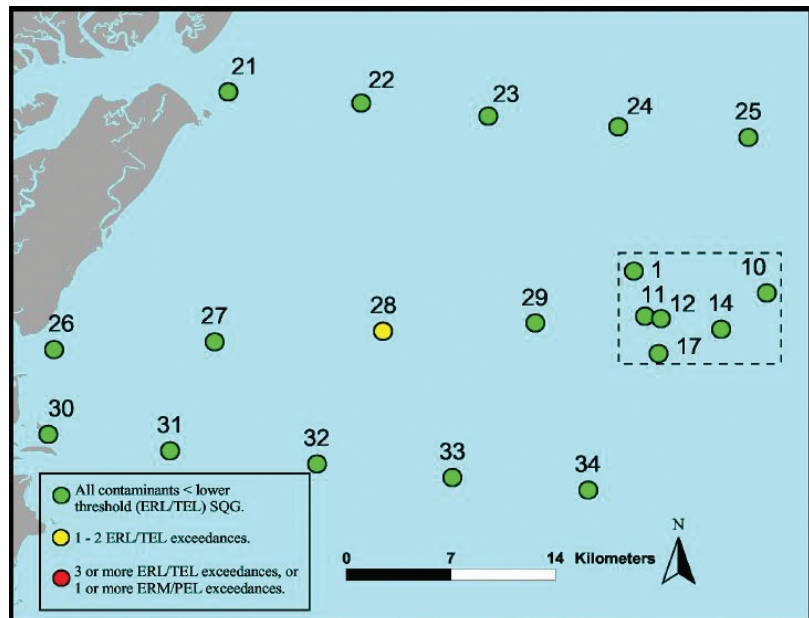 21
22
23
24
25
1
10
11
12
14
17
26
27
28
29
30
31
32
33
34
All contaminants < lower
threshold (ERL/TEL) SQG.
1 - 2 ERL/TEL exceedances.
3 or more ERL/TEL exceedances, or
1 or more ERM/PEL exceedances.
0 7 14 Kilometers
N